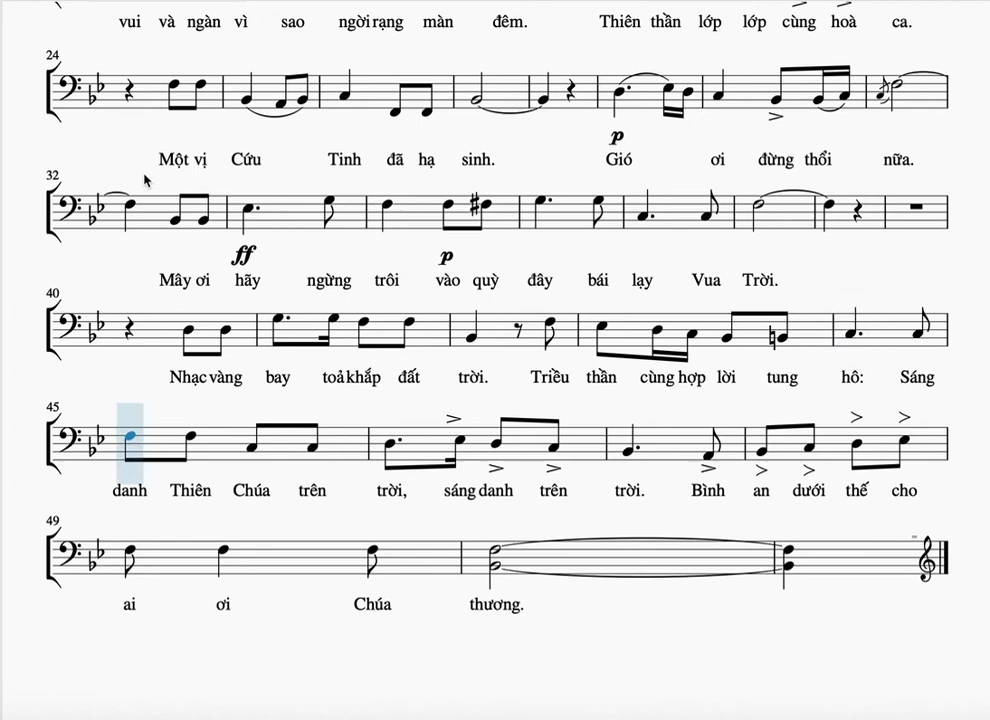 vui và ngàn vì sao ngời rạng màn đêm. Thiên thần lớp lớp cùng hoà ca.
24
p
Một vị Cứu Tinh đã hạ sinh. Gió ơi đừng thổi nữa.
32
ff p
Mây ơi hãy ngừng trôi vào quỳ đây bái lạy Vua Trời.
40
Nhạc vàng bay toả khắp đất trời. Triều thần cùng hợp lời tung hô: Sáng
45
danh Thiên Chúa trên trời, sáng danh trên trời. Bình an dưới thế cho
49
ai ơi Chúa thương.